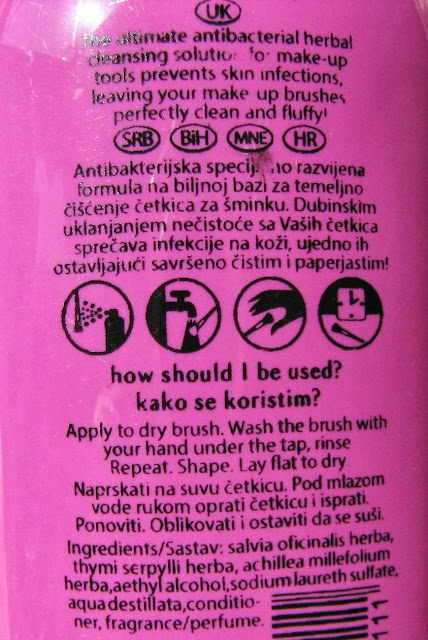 UK
The ultimate antibacterial herbal
cleansing solution for make-up
tools prevents skin infections,
leaving your make up brushes
perfectly clean and fluffy!
SRB BiH MNE HR
Antibakterijska specijalno razvijena
formula na biljnoj bazi za temeljno
čišćenje četkica za šminku. Dubinskim
uklanjanjem nečistoće sa Vaših četkica
sprečava infekcije na koži, ujedno ih
ostavljajući savršeno čistim i paperjastim!
how should I be used?
kako se koristim?
Apply to dry brush. Wash the brush with
your hand under the tap, rinse
Repeat. Shape. Lay flat to dry
Naprskati na suvu četkicu. Pod mlazom
vode rukom oprati četkicu i isprati.
Ponoviti. Oblikovati i ostaviti da se suši.
Ingredients/Sastav: salvia oficinalis herba,
thymi serpylli herba, achillea millefolium
herba,aethyl alcohol,sodium laureth sulfate,
aqua destillata,conditio-
ner, fragrance/perfume.
11